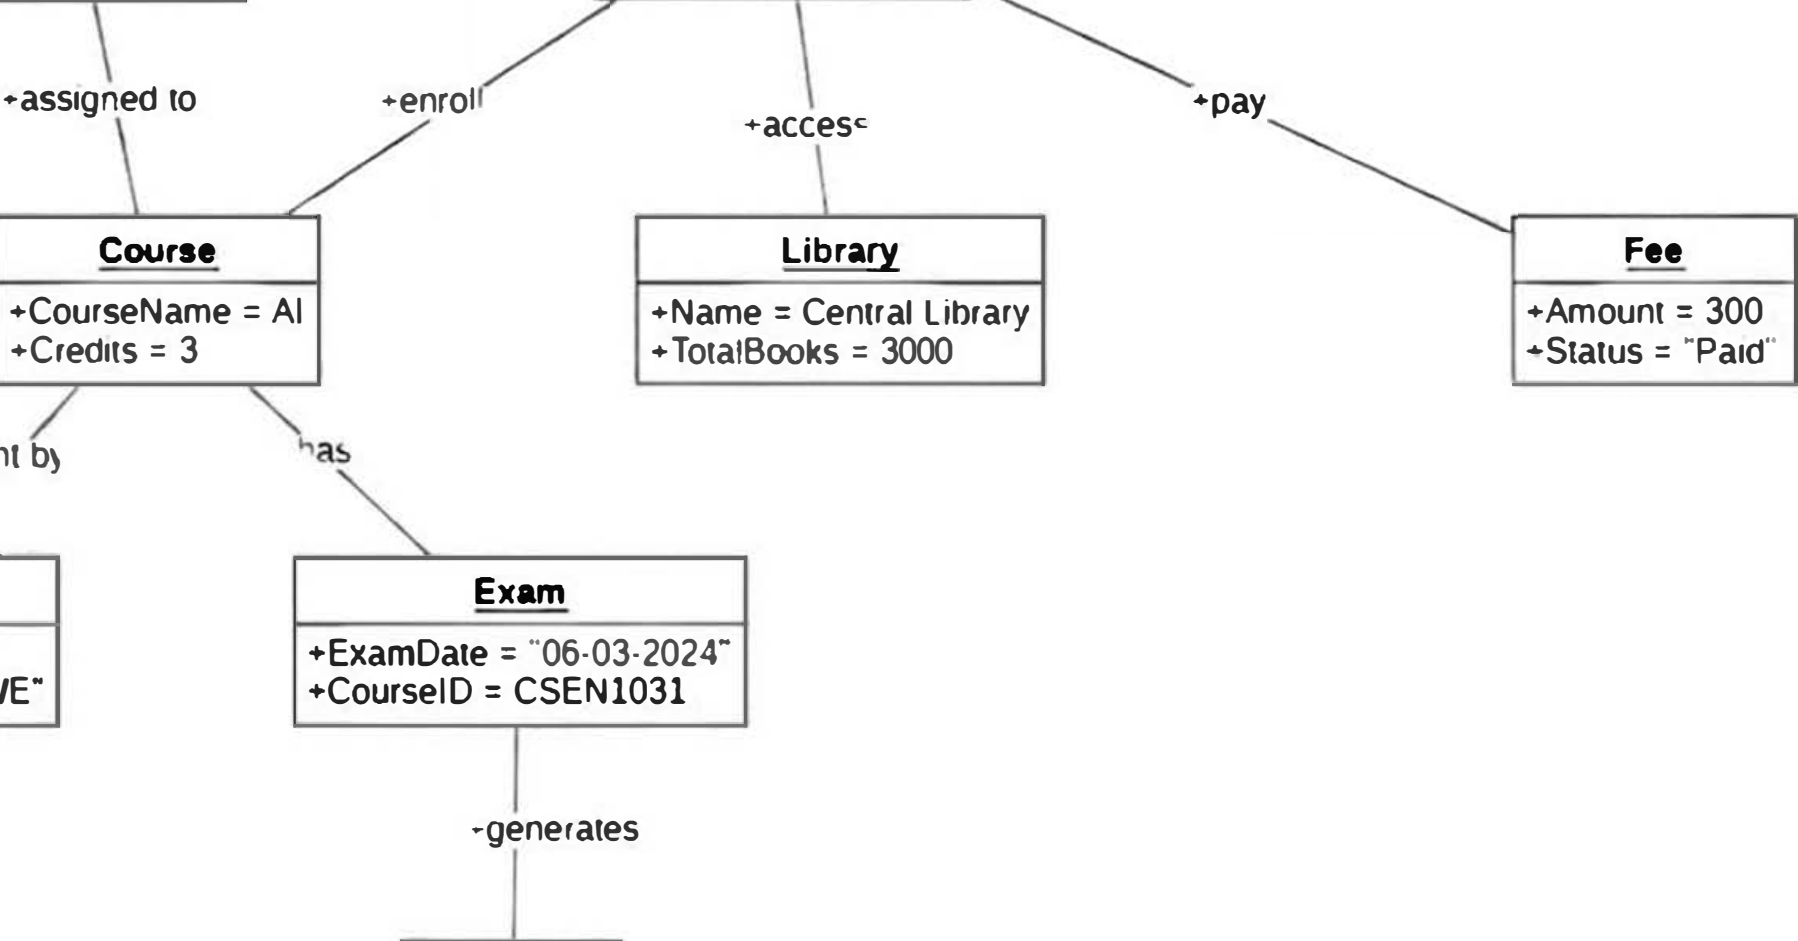 +assigned to
+enroll
+access
+pay
Course
+CourseName = AI
+Credits = 3
Library
+Name = Central Library
+TotalBooks = 3000
Fee
+Amount = 300
+Status = "Paid"
by
has
Exam
+ExamDate = "06-03-2024"
+CourseID = CSEN1031
+generates